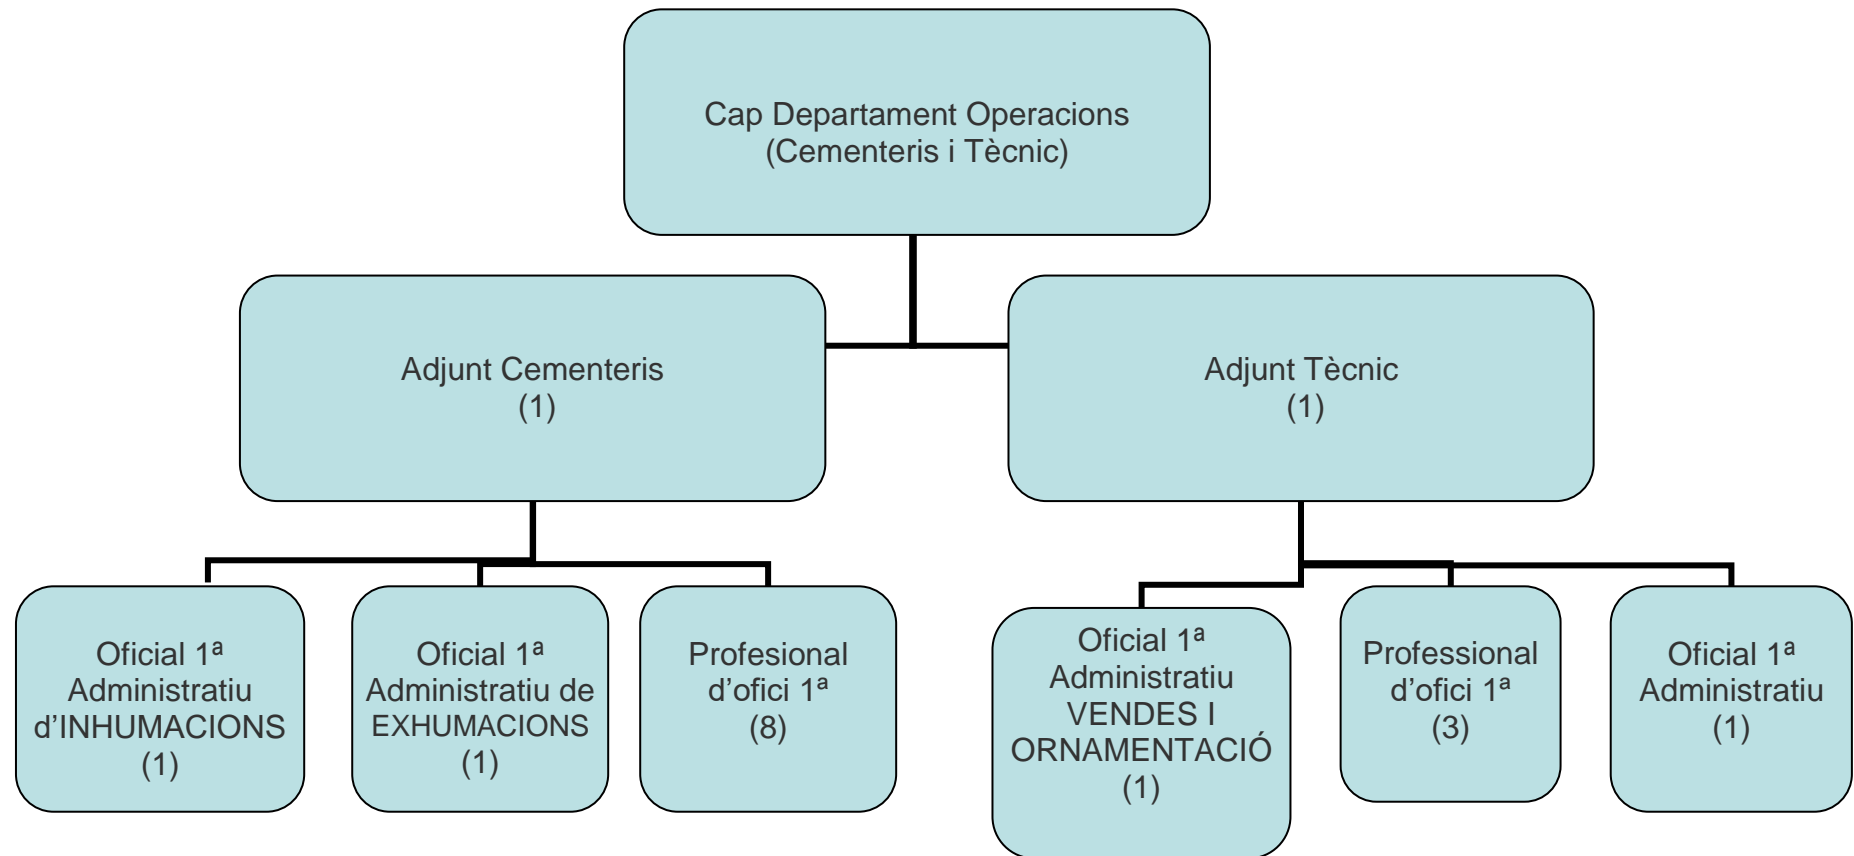 Cap Departament Operacions
(Cementeris i Tècnic)
Adjunt Cementeris
(1)
Adjunt Tècnic
(1)
Oficial 1ª
Administratiu
d’INHUMACIONS
(1)
Oficial 1ª
Administratiu de
EXHUMACIONS
(1)
Profesional
d’ofici 1ª
(8)
Oficial 1ª
Administratiu
VENDES I
ORNAMENTACIÓ
(1)
Professional
d’ofici 1ª
(3)
Oficial 1ª
Administratiu
(1)